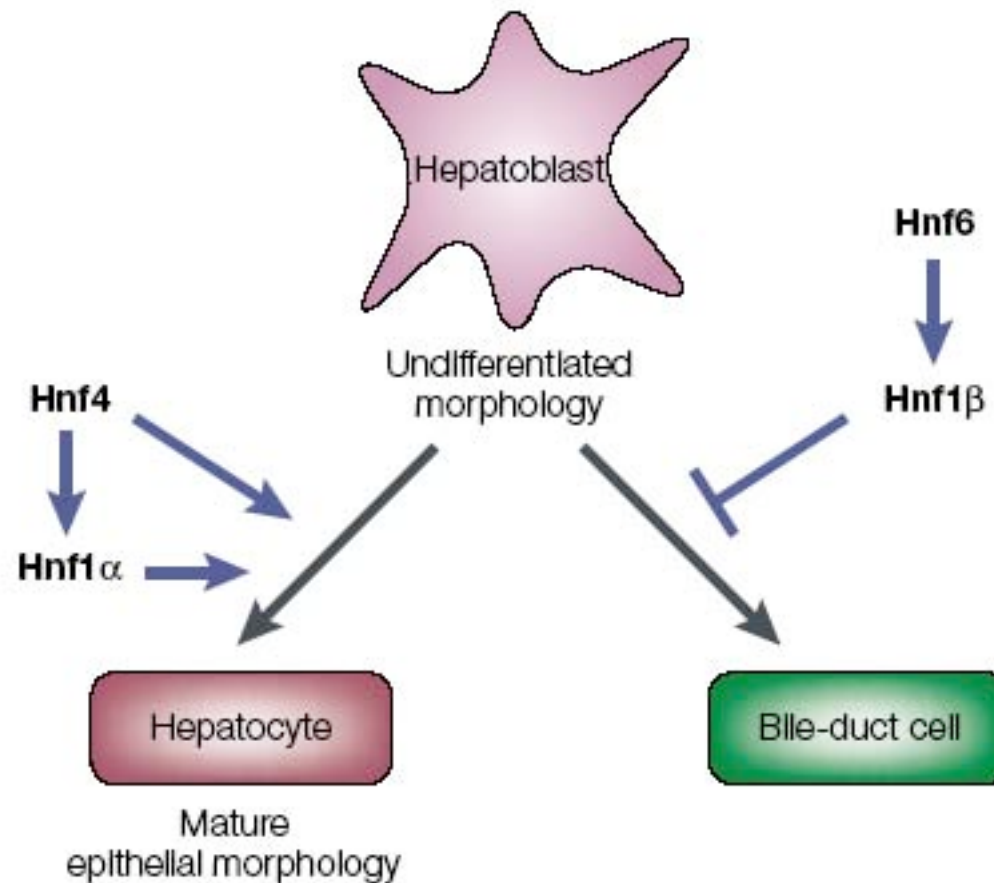 Hepatoblast
Hnf6
Undifferentiated
morphology
Hnf4
Hnf1β
Hnf1α
Hepatocyte
Bile-duct cell
Mature
epithelial morphology